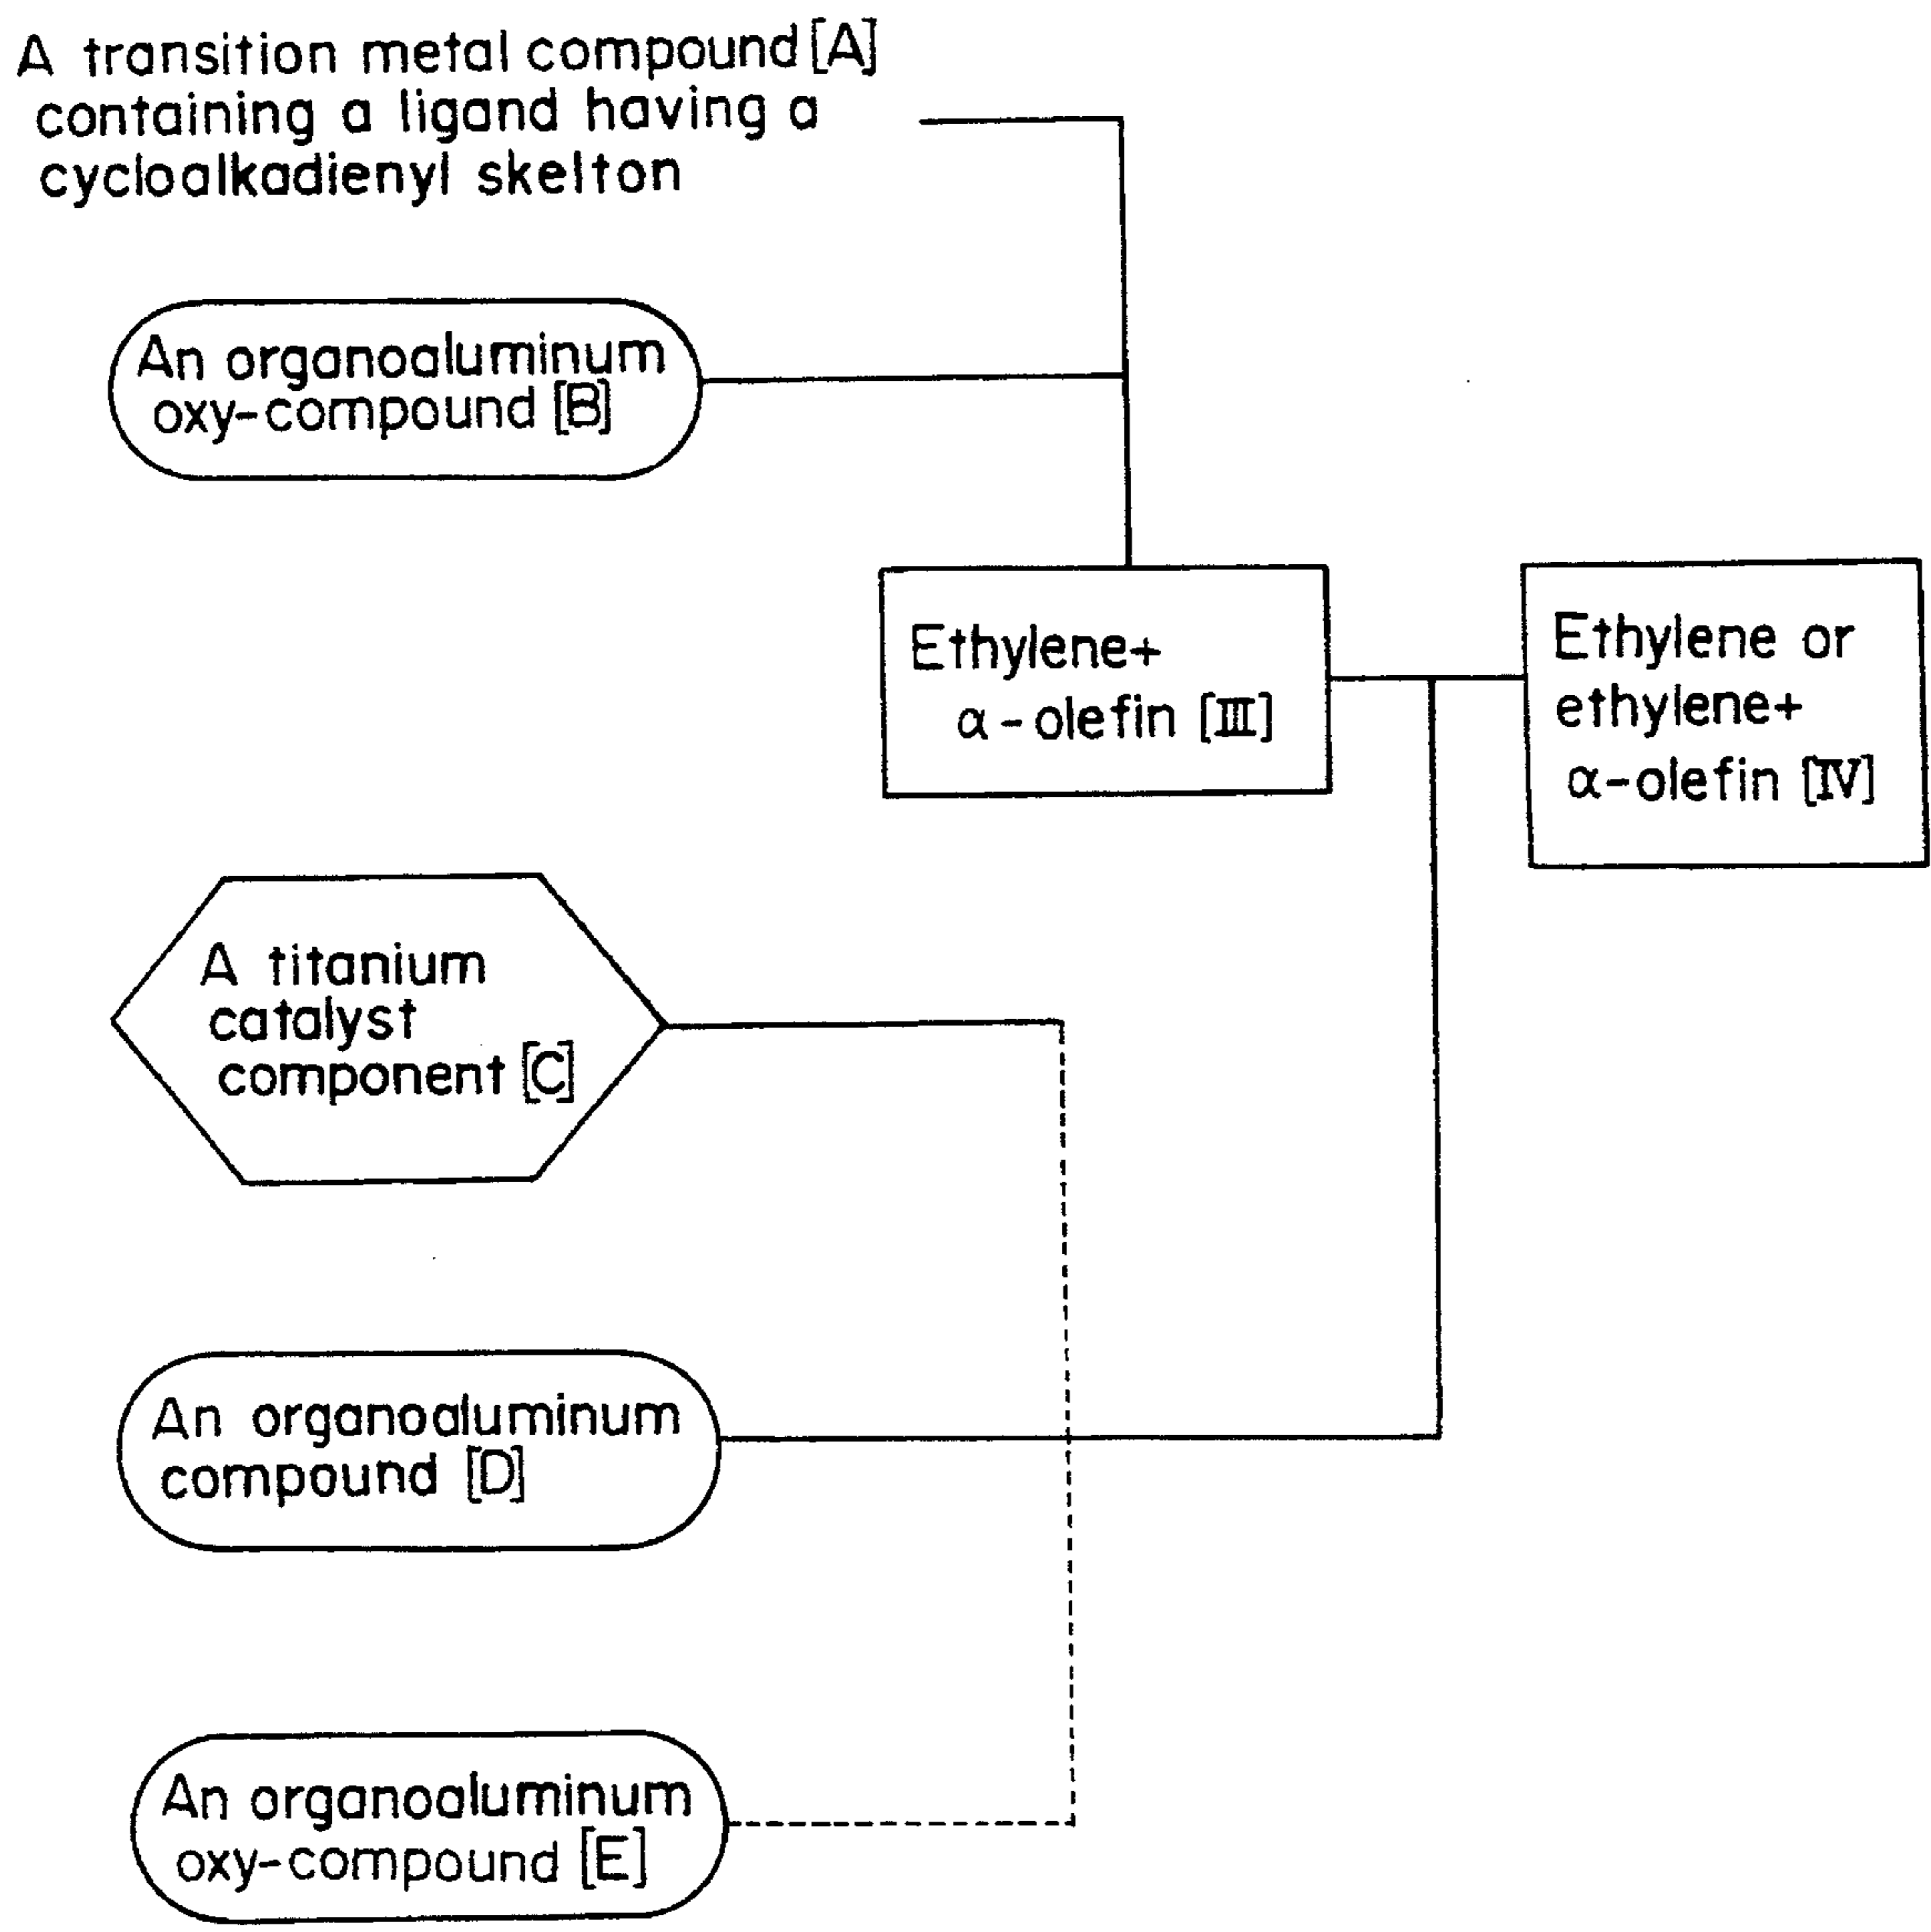 A transition metal compound [A]
containing a ligand having a
cycloalkadienyl skelton
An organoaluminum
oxy-compound [B]
Ethylene+
α-olefin [III]
Ethylene or
ethylene+
α-olefin [IV]
A titanium
catalyst
component [C]
An organoaluminum
compound [D]
An organoaluminum
oxy-compound [E]